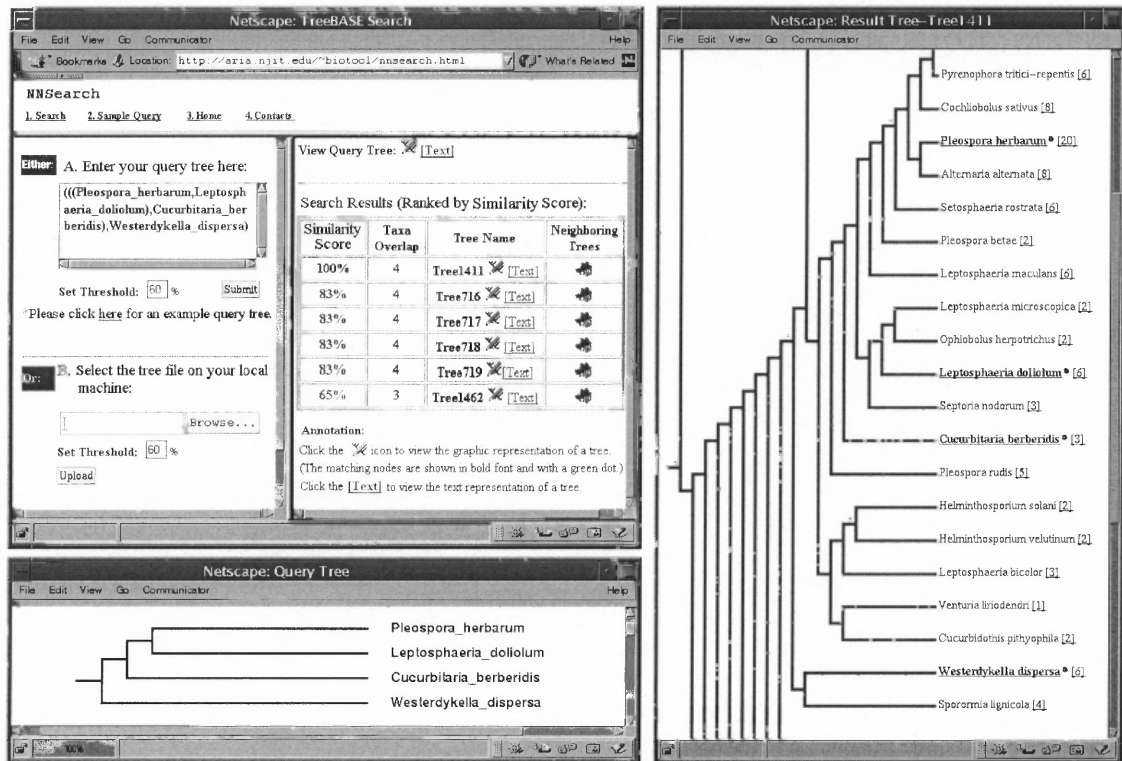 Netscape: TreeBASE Search
File Edit View Go Communicator Help
Bookmarks Location: http://aria.njit.edu/~biotool/nnsearch.html What's Related
NNSearch
1. Search 2. Sample Query 3. Home 4. Contacts
Either: A. Enter your query tree here:
(((Pleospora_herbarum,Leptosph
aeria_doliolum),Cucurbitaria_ber
beridis),Westerdykella_dispersa)
Set Threshold: 60 % Submit
*Please click here for an example query tree.
Or: B. Select the tree file on your local
machine:
Browse...
Set Threshold: 60 %
Upload
View Query Tree: [Text]
Search Results (Ranked by Similarity Score):
Similarity Score Taxa Overlap Tree Name Neighboring Trees
100% 4 Tree1411 [Text]
83% 4 Tree716 [Text]
83% 4 Tree717 [Text]
83% 4 Tree718 [Text]
83% 4 Tree719 [Text]
65% 3 Tree1462 [Text]
Annotation:
Click the icon to view the graphic representation of a tree.
(The matching nodes are shown in bold font and with a green dot.)
Click the [Text] to view the text representation of a tree.
Netscape: Query Tree
File Edit View Go Communicator Help
Pleospora_herbarum
Leptosphaeria_doliolum
Cucurbitaria_berberidis
Westerdykella_dispersa
100%
Netscape: Result Tree-Tree1411
File Edit View Go Communicator Help
Pyrenophora tritici-repentis [6]
Cochliobolus sativus [8]
Pleospora herbarum [20]
Alternaria alternata [8]
Setosphaeria rostrata [6]
Pleospora betae [2]
Leptosphaeria maculans [6]
Leptosphaeria microscopica [2]
Ophiobolus herpotrichus [2]
Leptosphaeria doliolum [6]
Septoria nodorum [3]
Cucurbitaria berberidis [3]
Pleospora rudis [5]
Helminthosporium solani [2]
Helminthosporium velutinum [2]
Leptosphaeria bicolor [3]
Venturia liriodendri [1]
Cucurbidothis pithyophila [2]
Westerdykella dispersa [6]
Sporormia lignicola [4]